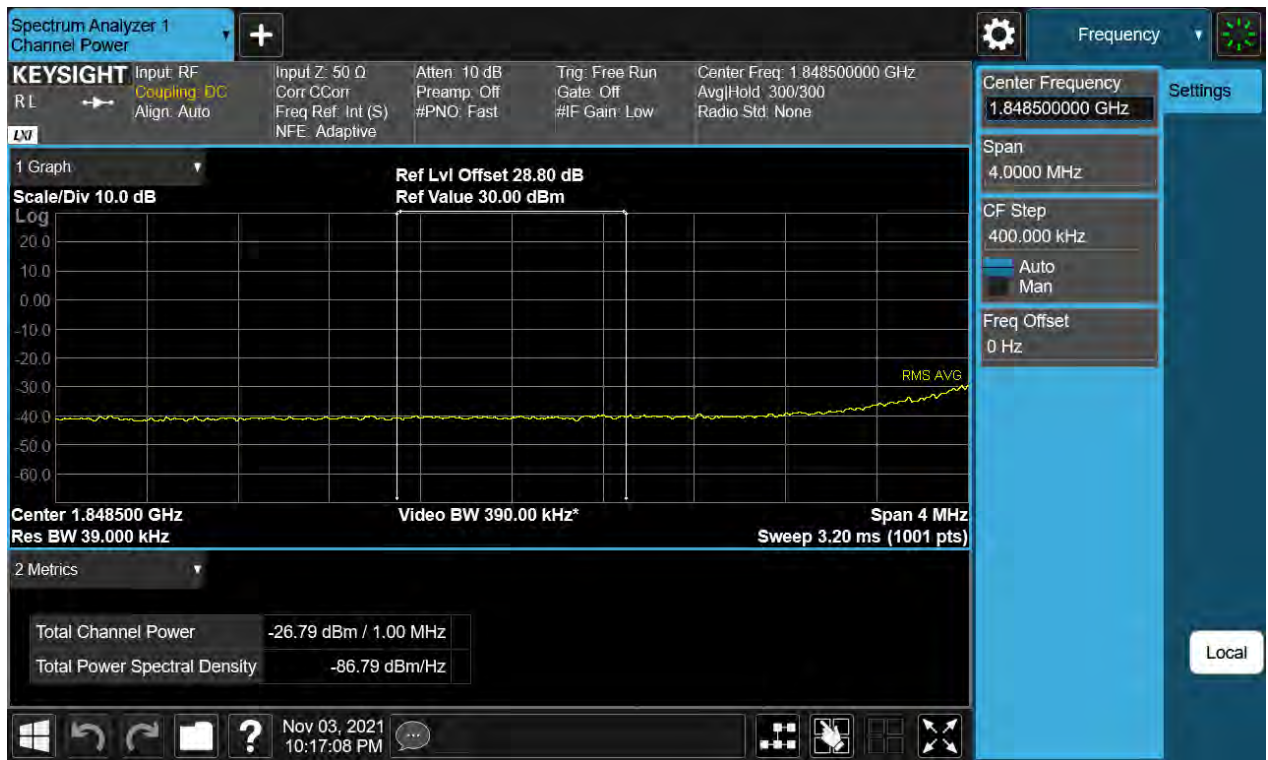 Spectrum Analyzer 1
Channel Power
Frequency
KEYSIGHT
RL
LXI
Input: RF
Coupling: DC
Align: Auto
Input Z: 50 Ω
Corr CCorr
Freq Ref: Int (S)
NFE: Adaptive
Atten: 10 dB
Preamp: Off
#PNO: Fast
Trig: Free Run
Gate: Off
#IF Gain: Low
Center Freq: 1.848500000 GHz
Avg|Hold: 300/300
Radio Std: None
Center Frequency
1.848500000 GHz
Settings
Span
4.0000 MHz
CF Step
400.000 kHz
Auto
Man
Freq Offset
0 Hz
Local
1 Graph
Scale/Div 10.0 dB
Ref Lvl Offset 28.80 dB
Ref Value 30.00 dBm
Log
20.0
10.0
0.00
-10.0
-20.0
-30.0
-40.0
-50.0
-60.0
RMS AVG
Center 1.848500 GHz
Video BW 390.00 kHz*
Span 4 MHz
Res BW 39.000 kHz
Sweep 3.20 ms (1001 pts)
2 Metrics
Total Channel Power -26.79 dBm / 1.00 MHz
Total Power Spectral Density -86.79 dBm/Hz
?
Nov 03, 2021
10:17:08 PM